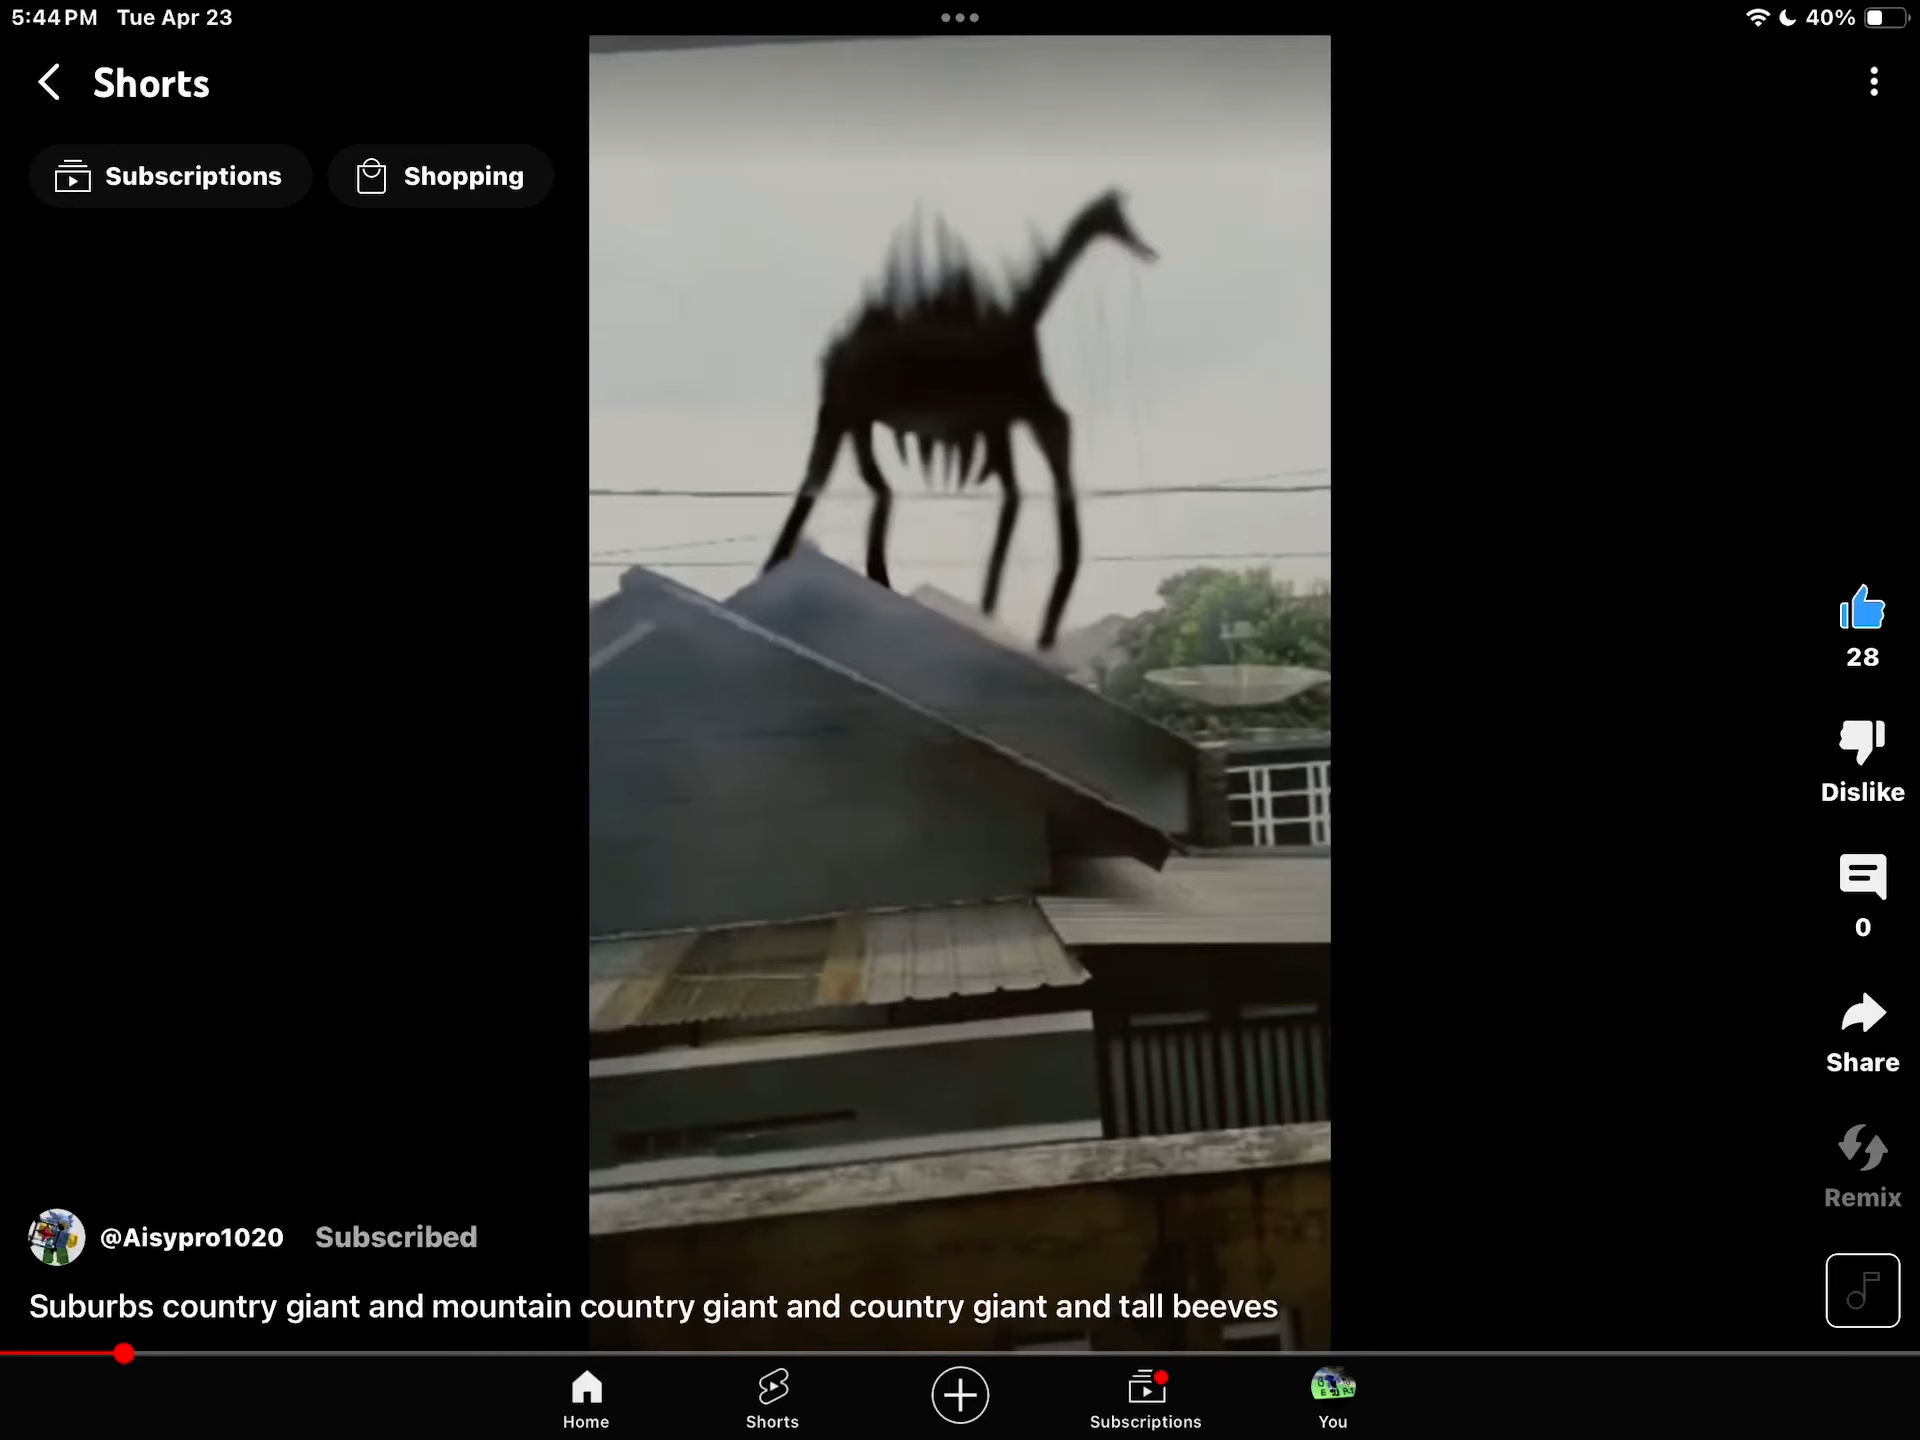 5:44 PM Tue Apr 23
40%
Shorts
Subscriptions
Shopping
28
Dislike
0
Share
Remix
@Aisypro1020 Subscribed
Suburbs country giant and mountain country giant and country giant and tall beeves
Home
Shorts
Subscriptions
You